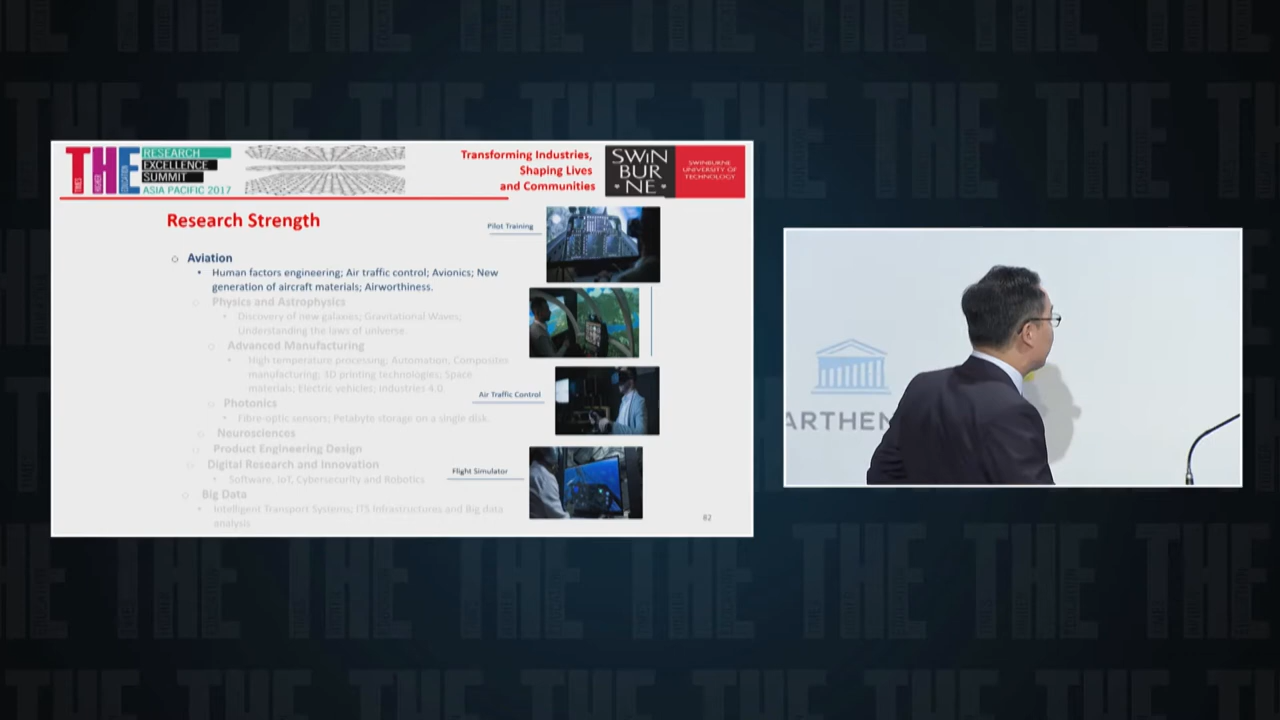 THE
TIMES
HIGHER
EDUCATION
RESEARCH
EXCELLENCE
SUMMIT
ASIA PACIFIC 2017
Transforming Industries,
Shaping Lives
and Communities
SWIN
BUR
NE
SWINBURNE
UNIVERSITY OF
TECHNOLOGY
Research Strength
Pilot Training
Aviation
Human factors engineering; Air traffic control; Avionics; New
generation of aircraft materials; Airworthiness.
Physics and Astrophysics
Discovery of new galaxies; Gravitational Waves;
Understanding the laws of universe.
Advanced Manufacturing
High temperature processing; Automation, Composites
manufacturing; 3D printing technologies; Space
materials; Electric vehicles; Industries 4.0.
Air Traffic Control
Photonics
Fibre-optic sensors; Petabyte storage on a single disk.
Neurosciences
Product Engineering Design
Digital Research and Innovation
Flight Simulator
Software, IoT, Cybersecurity and Robotics
Big Data
Intelligent Transport Systems; ITS Infrastructures and Big data
analysis
82
ARTHEN